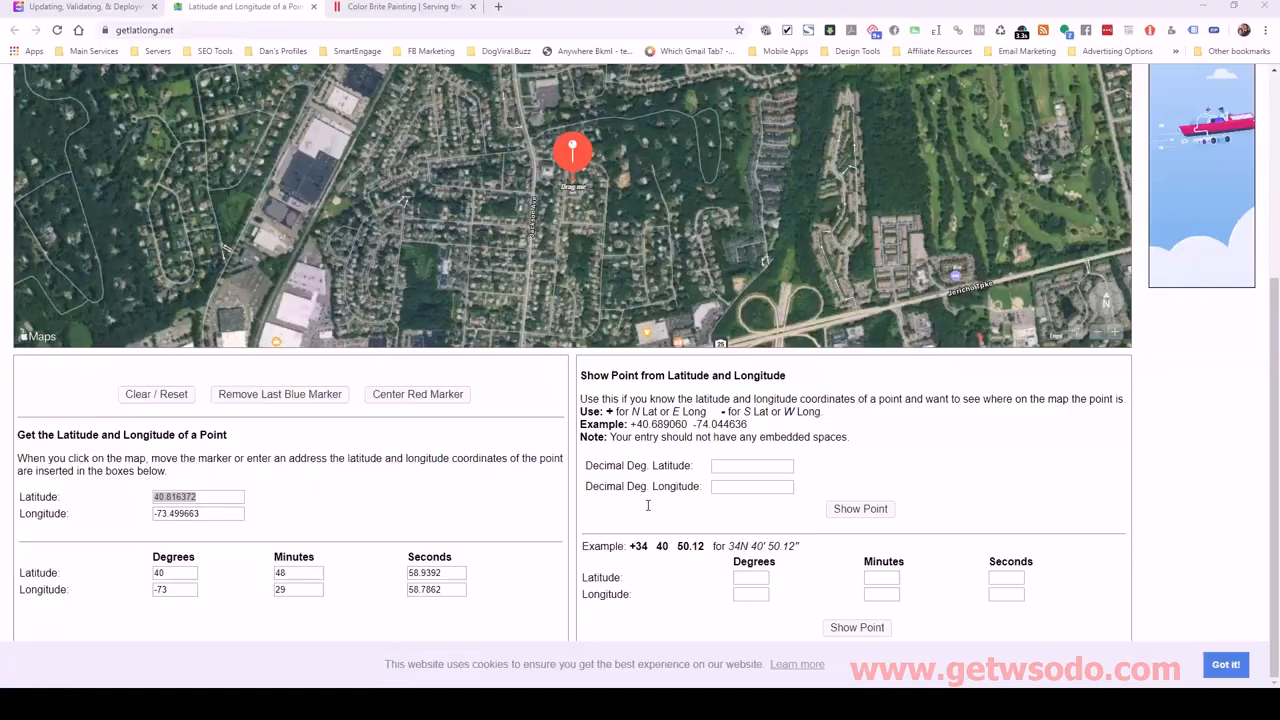 Updating, Validating, & Deployin
Latitude and Longitude of a Poin
Color Brite Painting | Serving the
getlatlong.net
Apps
Main Services
Servers
SEO Tools
Dan's Profiles
SmartEngage
FB Marketing
DogViral.Buzz
Anywhere Bkml - te...
Which Gmail Tab? -...
Mobile Apps
Design Tools
Affiliate Resources
Email Marketing
Advertising Options
Other bookmarks
Drag me
Jericho Tpke
N
25
Maps
Legal
Clear / Reset
Remove Last Blue Marker
Center Red Marker
Get the Latitude and Longitude of a Point
When you click on the map, move the marker or enter an address the latitude and longitude coordinates of the point
are inserted in the boxes below.
Latitude: 40.816372
Longitude: -73.499663
Degrees Minutes Seconds
Latitude: 40 48 58.9392
Longitude: -73 29 58.7862
Show Point from Latitude and Longitude
Use this if you know the latitude and longitude coordinates of a point and want to see where on the map the point is.
Use: + for N Lat or E Long - for S Lat or W Long.
Example: +40.689060 -74.044636
Note: Your entry should not have any embedded spaces.
Decimal Deg. Latitude:
Decimal Deg. Longitude:
Show Point
Example: +34 40 50.12 for 34N 40' 50.12"
Degrees Minutes Seconds
Latitude:
Longitude:
Show Point
This website uses cookies to ensure you get the best experience on our website. Learn more
www.getwsodo.com
Got it!